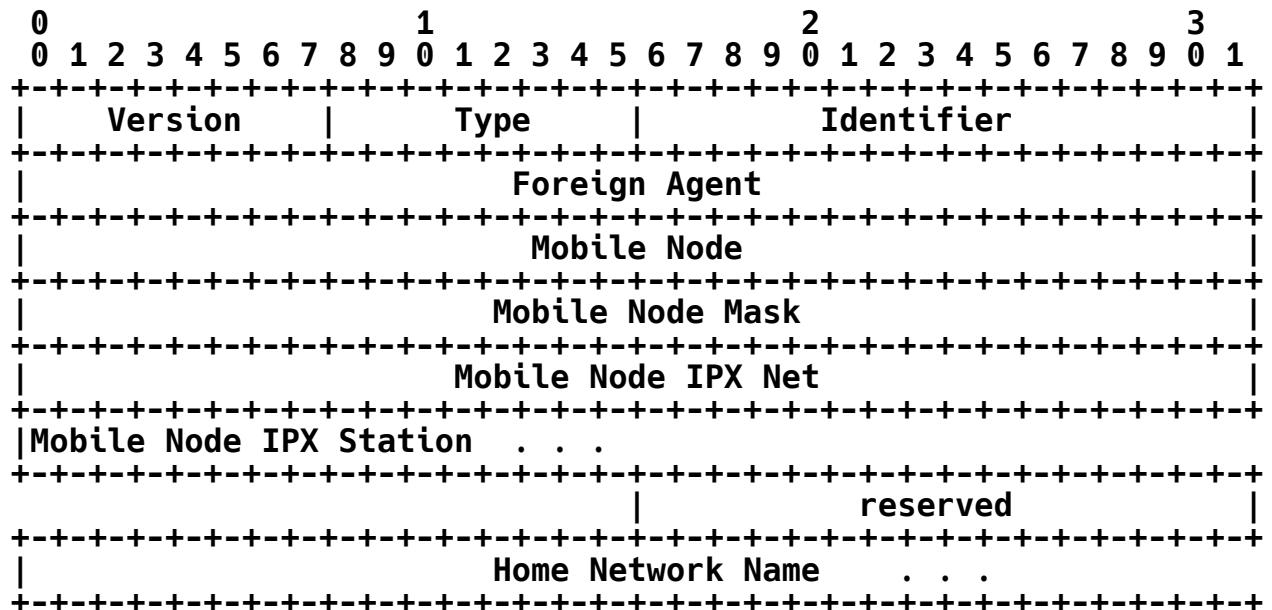 0                   1                   2                   3
 0 1 2 3 4 5 6 7 8 9 0 1 2 3 4 5 6 7 8 9 0 1 2 3 4 5 6 7 8 9 0 1
+-+-+-+-+-+-+-+-+-+-+-+-+-+-+-+-+-+-+-+-+-+-+-+-+-+-+-+-+-+-+-+-+
|    Version    |      Type     |         Identifier            |
+-+-+-+-+-+-+-+-+-+-+-+-+-+-+-+-+-+-+-+-+-+-+-+-+-+-+-+-+-+-+-+-+
|                         Foreign Agent                         |
+-+-+-+-+-+-+-+-+-+-+-+-+-+-+-+-+-+-+-+-+-+-+-+-+-+-+-+-+-+-+-+-+
|                          Mobile Node                          |
+-+-+-+-+-+-+-+-+-+-+-+-+-+-+-+-+-+-+-+-+-+-+-+-+-+-+-+-+-+-+-+-+
|                        Mobile Node Mask                       |
+-+-+-+-+-+-+-+-+-+-+-+-+-+-+-+-+-+-+-+-+-+-+-+-+-+-+-+-+-+-+-+-+
|                      Mobile Node IPX Net                      |
+-+-+-+-+-+-+-+-+-+-+-+-+-+-+-+-+-+-+-+-+-+-+-+-+-+-+-+-+-+-+-+-+
|Mobile Node IPX Station  . . .
+-+-+-+-+-+-+-+-+-+-+-+-+-+-+-+-+-+-+-+-+-+-+-+-+-+-+-+-+-+-+-+-+
                                |           reserved            |
+-+-+-+-+-+-+-+-+-+-+-+-+-+-+-+-+-+-+-+-+-+-+-+-+-+-+-+-+-+-+-+-+
|                        Home Network Name    . . .
+-+-+-+-+-+-+-+-+-+-+-+-+-+-+-+-+-+-+-+-+-+-+-+-+-+-+-+-+-+-+-+-+